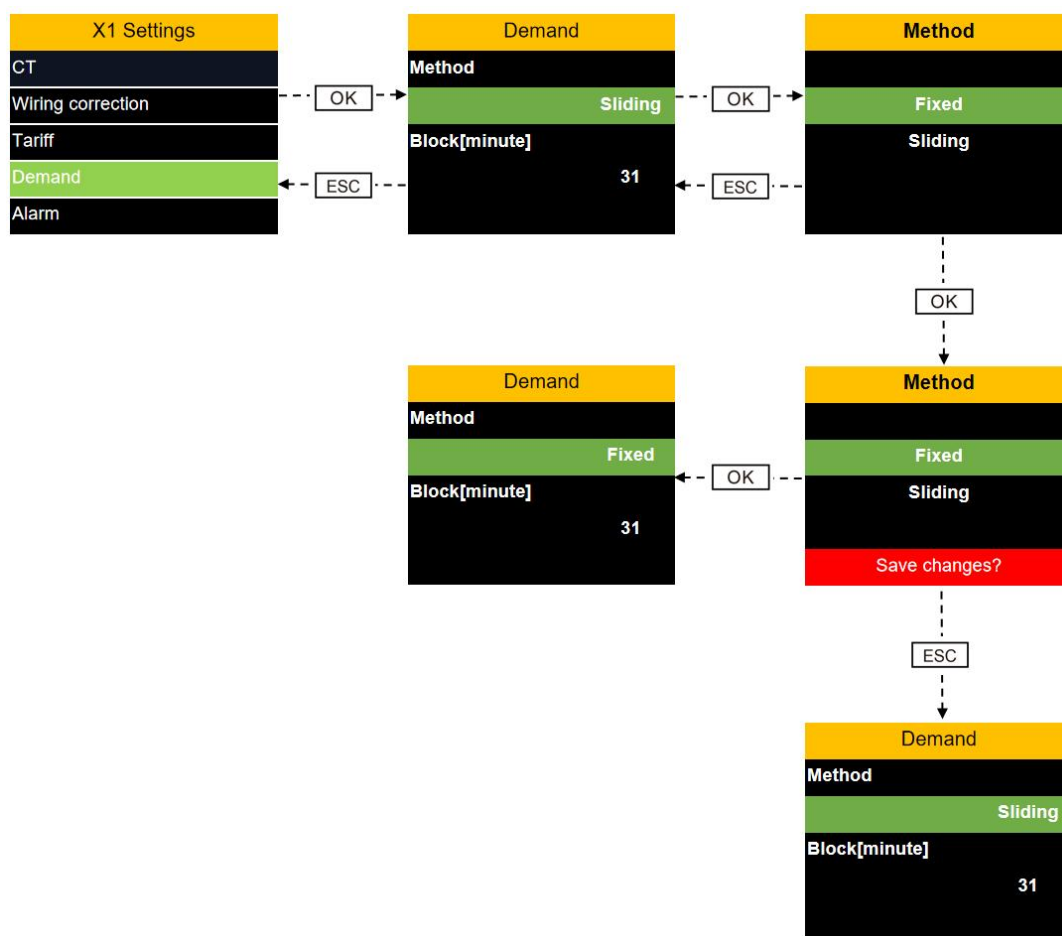 X1 Settings
CT
Wiring correction
Tariff
Demand
Alarm
OK
ESC
Demand
Method
Sliding
Block[minute]
31
OK
ESC
Method
Fixed
Sliding
OK
Method
Fixed
Sliding
Save changes?
OK
Demand
Method
Fixed
Block[minute]
31
ESC
Demand
Method
Sliding
Block[minute]
31